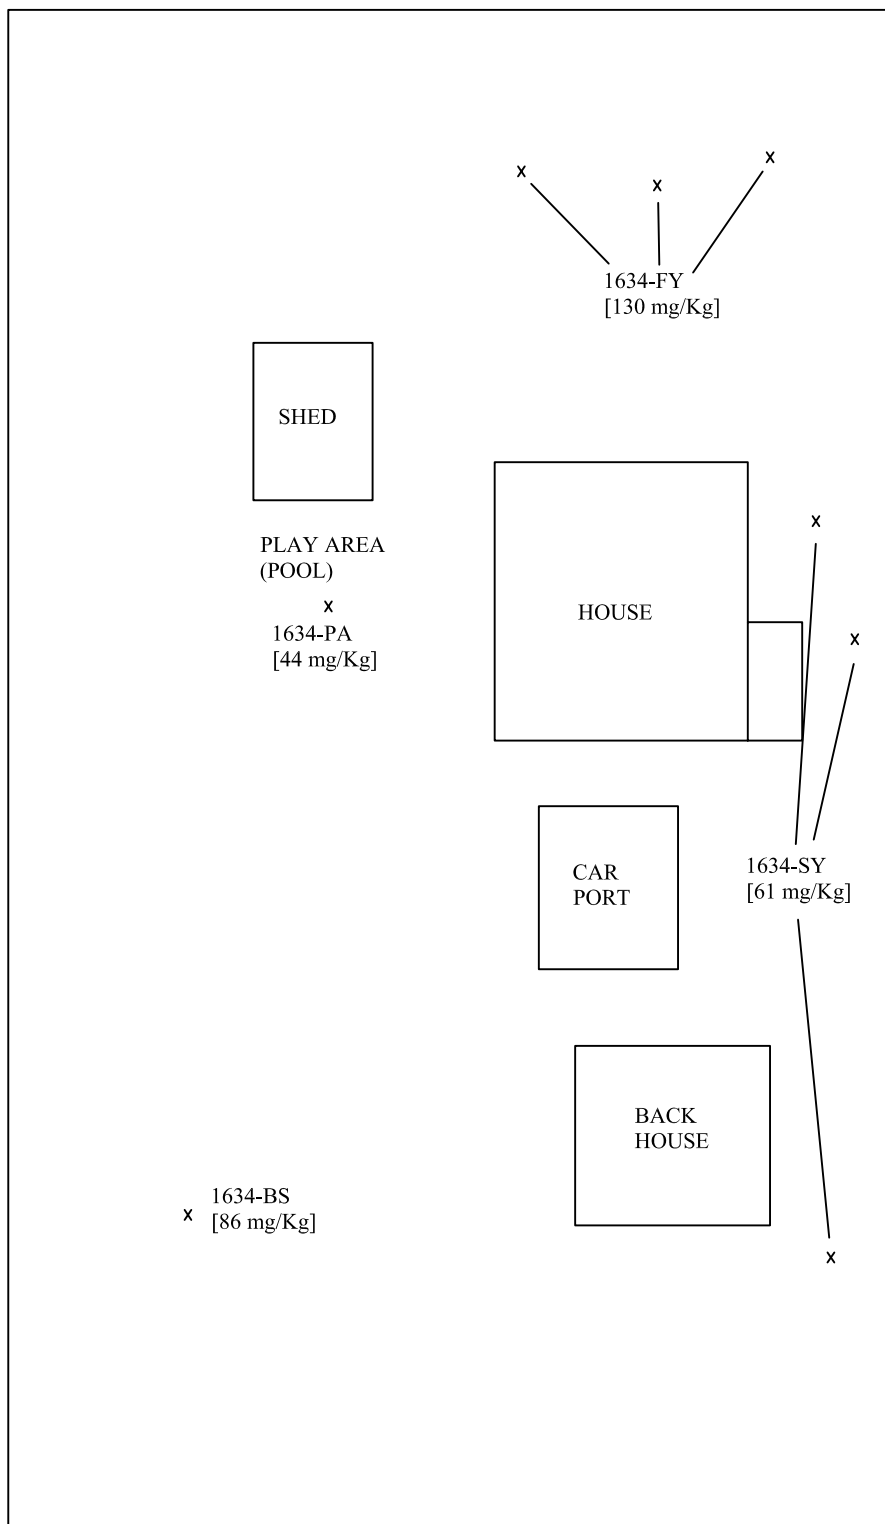 x
x
x
1634-FY
[130 mg/Kg]
SHED
PLAY AREA
(POOL)
x
1634-PA
[44 mg/Kg]
HOUSE
x
x
CAR
PORT
1634-SY
[61 mg/Kg]
BACK
HOUSE
1634-BS
x
[86 mg/Kg]
x